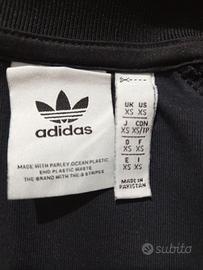 adidas
MADE WITH PARLEY OCEAN PLASTIC
END PLASTIC WASTE
THE BRAND WITH THE 3 STRIPES
UK US
XS XS
J CN
XS XS/TP
D F
XS XS
E I
XS XS
MADE IN
PAKISTAN
subito